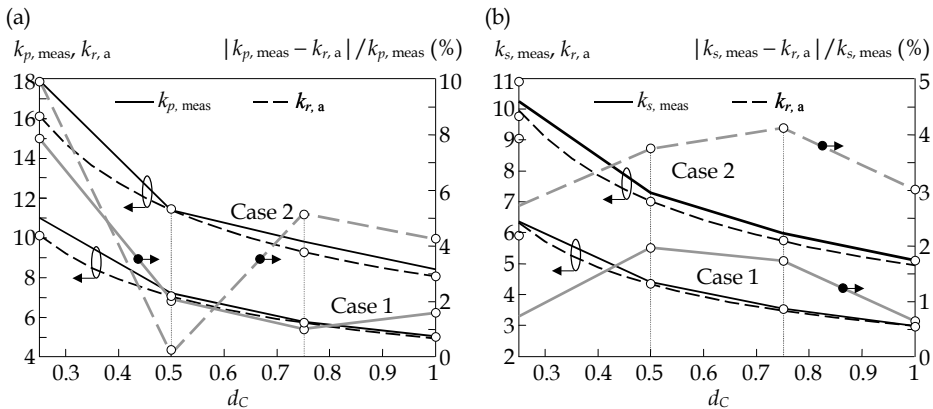 (a)
k_p, meas, k_r, a
|k_p, meas − k_r, a|/k_p, meas (%)
18
16
14
12
10
8
6
4
10
8
6
4
2
0
k_p, meas
k_r, a
Case 2
Case 1
0.3 0.4 0.5 0.6 0.7 0.8 0.9 1
d_C
(b)
k_s, meas, k_r, a
|k_s, meas − k_r, a|/k_s, meas (%)
11
10
9
8
7
6
5
4
3
2
5
4
3
2
1
0
k_s, meas
k_r, a
Case 2
Case 1
0.3 0.4 0.5 0.6 0.7 0.8 0.9 1
d_C